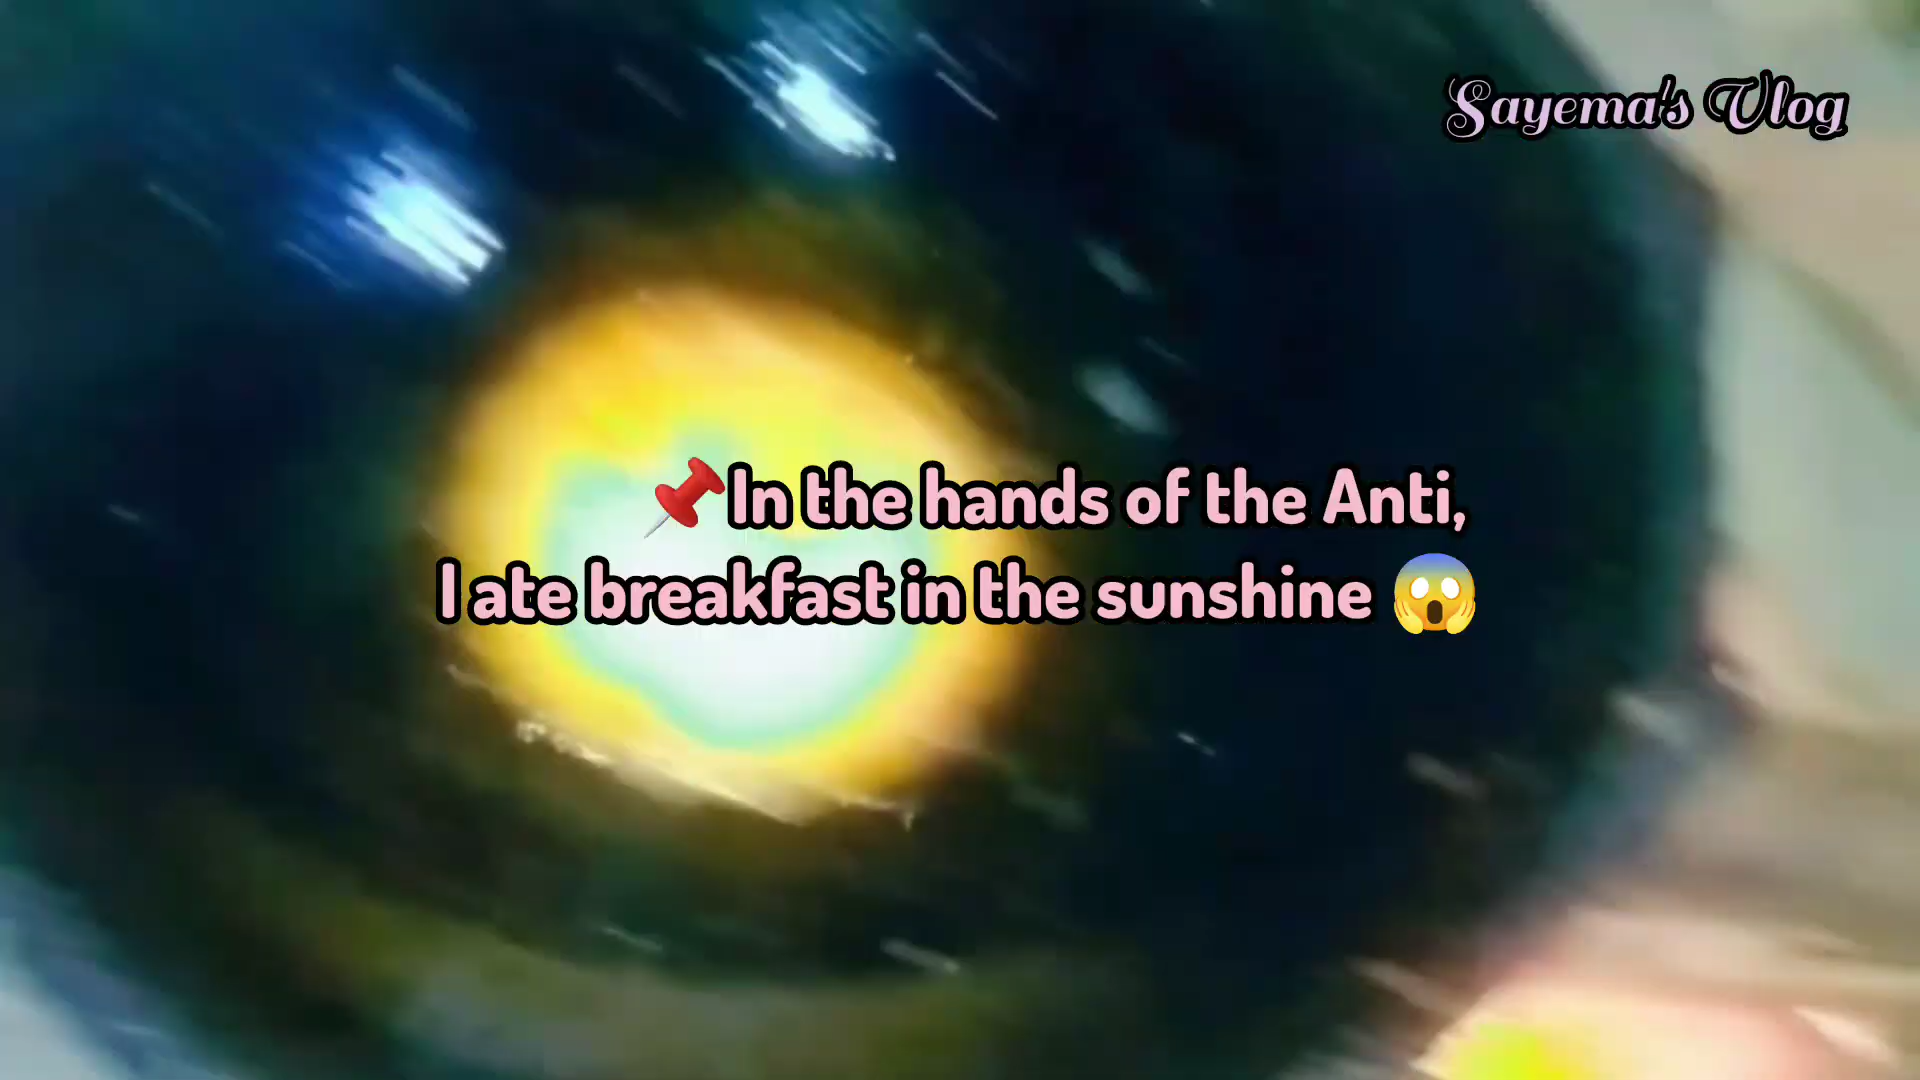 Sayema's Vlog
📌In the hands of the Anti,
I ate breakfast in the sunshine 😱